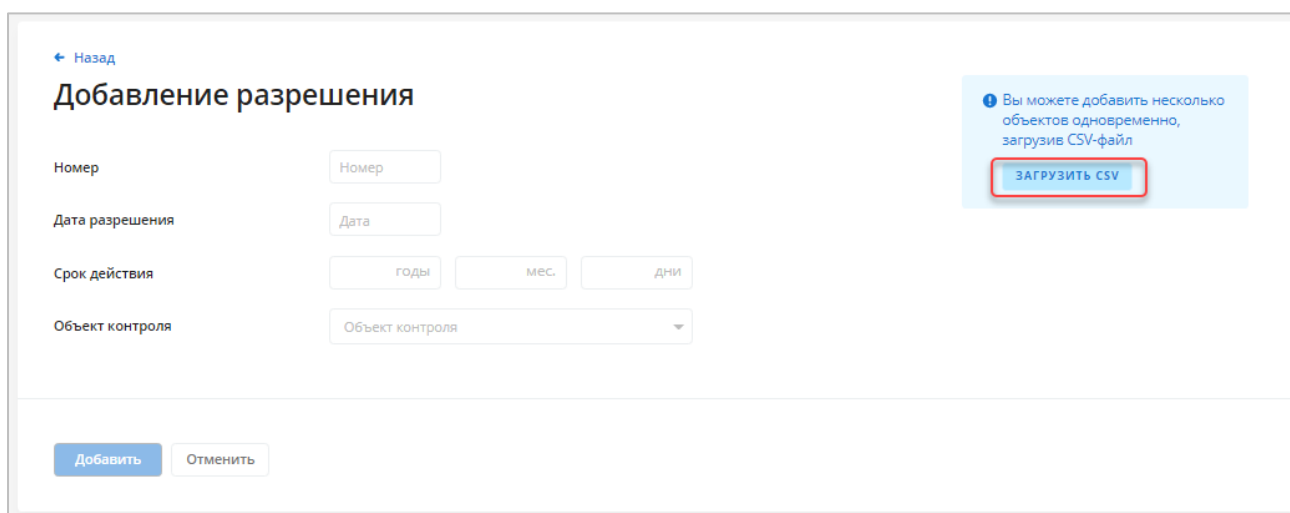 Назад
Добавление разрешения
Вы можете добавить несколько
объектов одновременно,
загрузив CSV-файл
ЗАГРУЗИТЬ CSV
Номер Номер
Дата разрешения Дата
Срок действия годы мес. дни
Объект контроля Объект контроля
Добавить Отменить